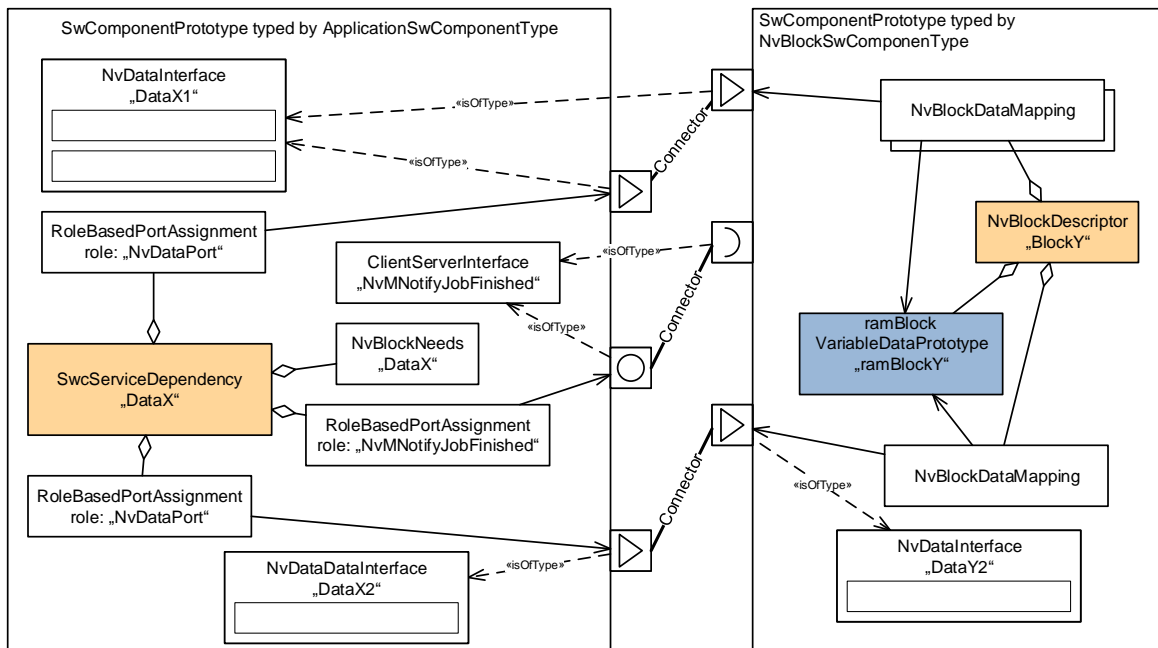 SwComponentPrototype typed by ApplicationSwComponentType
NvDataInterface
„DataX1“
«isOfType»
«isOfType»
RoleBasedPortAssignment
role: „NvDataPort“
ClientServerInterface
„NvMNotifyJobFinished“
«isOfType»
«isOfType»
NvBlockNeeds
„DataX“
SwcServiceDependency
„DataX“
RoleBasedPortAssignment
role: „NvMNotifyJobFinished“
RoleBasedPortAssignment
role: „NvDataPort“
NvDataDataInterface
„DataX2“
«isOfType»
Connector
Connector
Connector
SwComponentPrototype typed by
NvBlockSwComponenType
NvBlockDataMapping
NvBlockDescriptor
„BlockY“
ramBlock
VariableDataPrototype
„ramBlockY“
NvBlockDataMapping
«isOfType»
NvDataInterface
„DataY2“